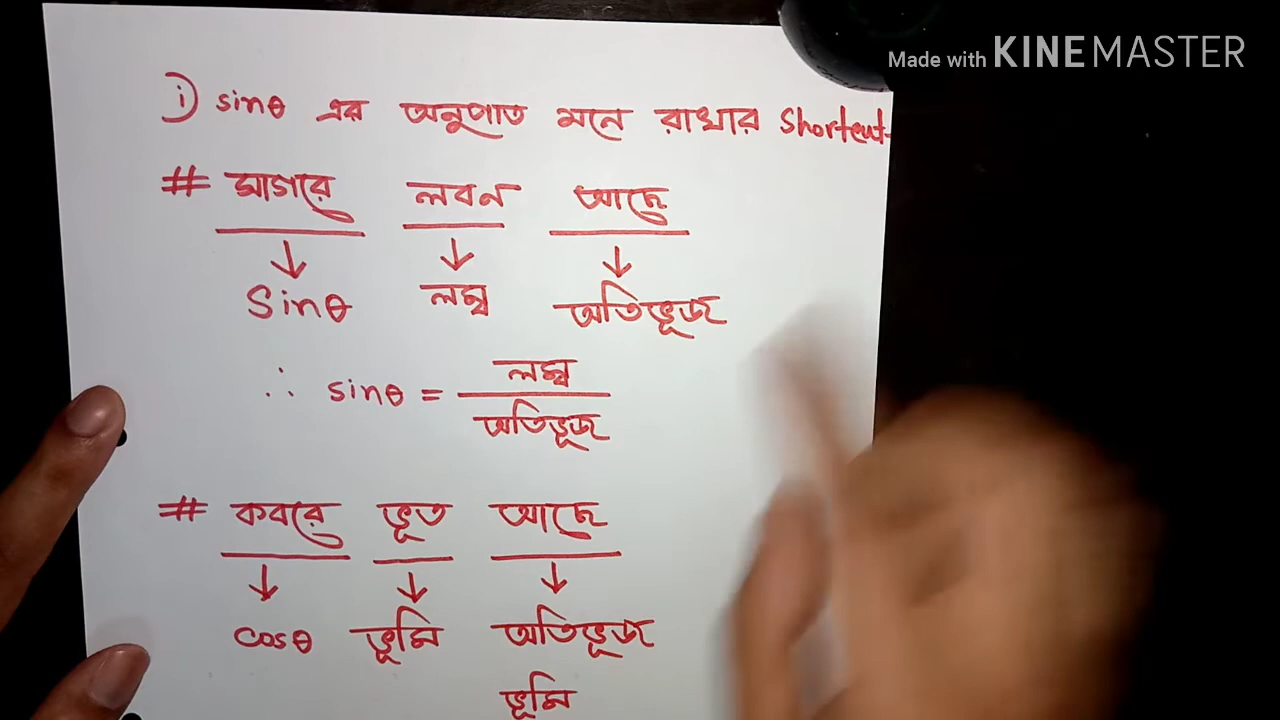 Made with KINEMASTER
i) sinθ এর অনুপাত মনে রাখার Shortcut-
# সাগরে লবন আছে
↓ ↓ ↓
Sinθ লম্ব অতিভূজ
∴ sinθ = লম্ব
অতিভূজ
# কবরে ভূত আছে
↓ ↓ ↓
cosθ ভূমি অতিভূজ
ভূমি